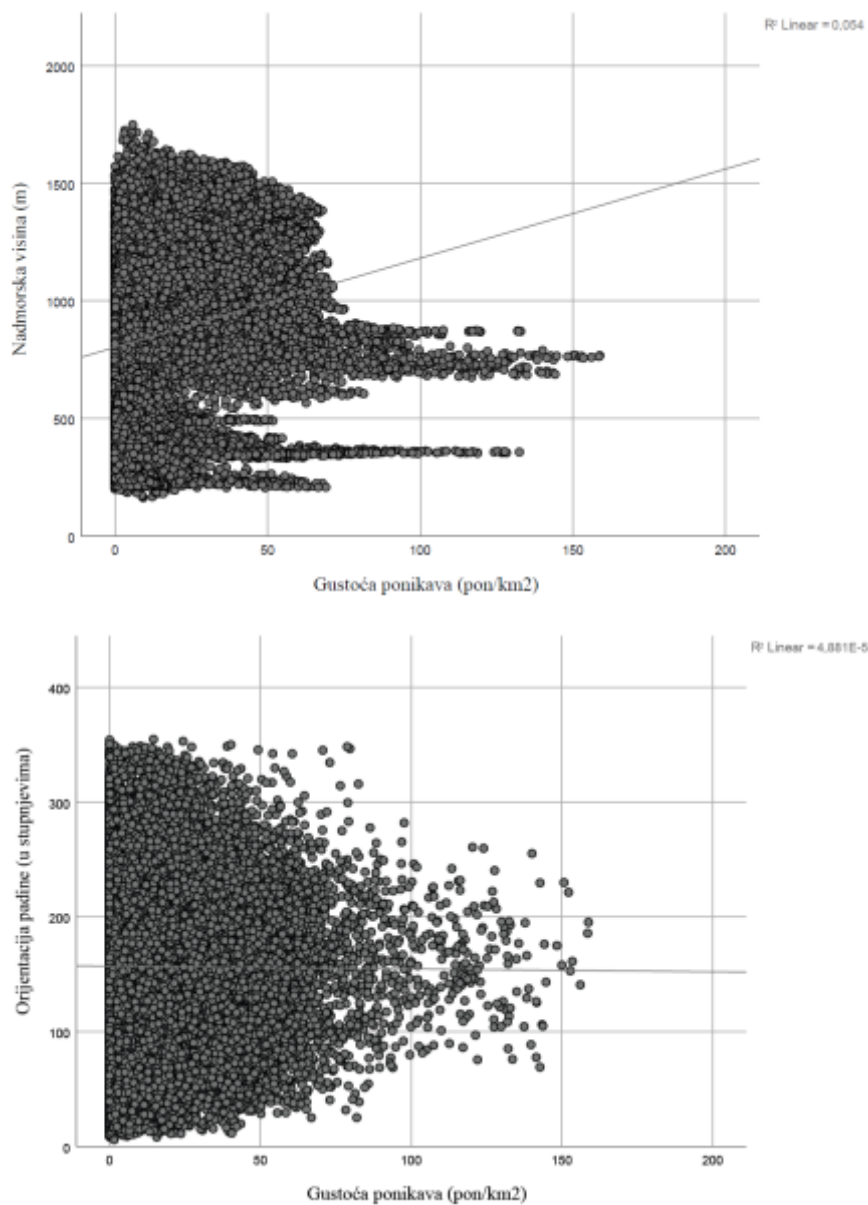 R² Linear = 0,054
Nadmorska visina (m)
2000
1500
1000
500
0
0 50 100 150 200
Gustoća ponikava (pon/km2)
R² Linear = 4,881E-5
Orijentacija padine (u stupnjevima)
400
300
200
100
0
0 50 100 150 200
Gustoća ponikava (pon/km2)